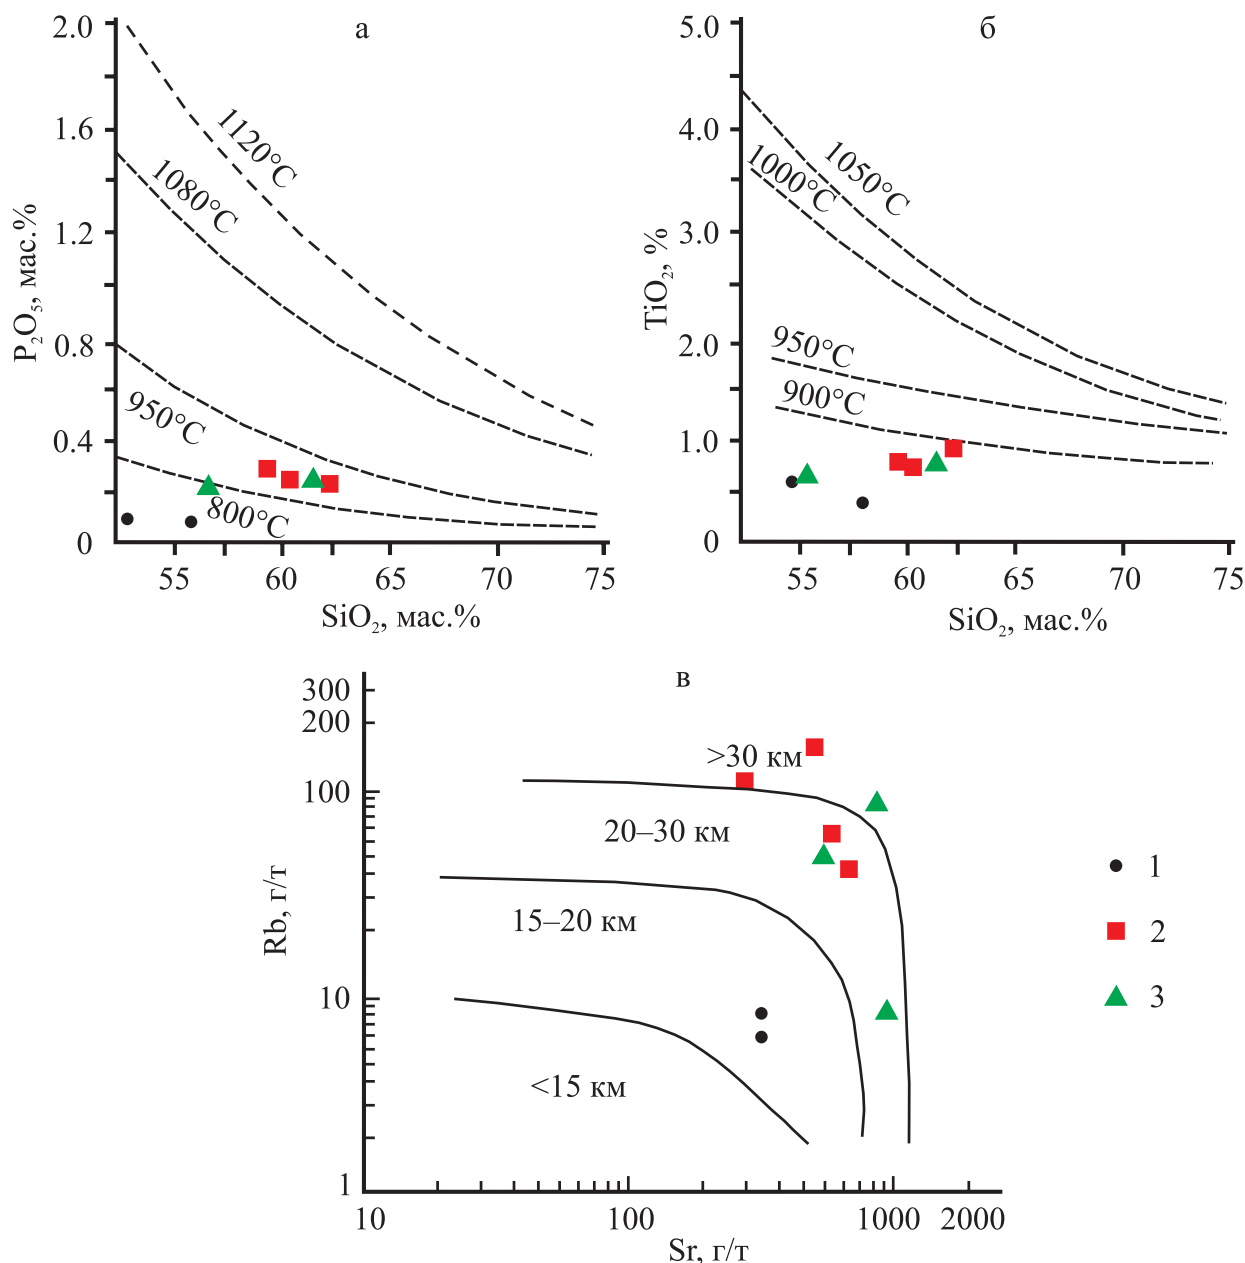 а
2.0
1.6
1.2
0.8
0.4
0
P₂O₅, мас.%
1120°C
1080°C
950°C
800°C
55 60 65 70 75
SiO₂, мас.%
б
5.0
4.0
3.0
2.0
1.0
0
TiO₂, %
1050°C
1000°C
950°C
900°C
55 60 65 70 75
SiO₂, мас.%
в
300
200
100
10
1
Rb, г/т
>30 км
20–30 км
15–20 км
<15 км
10 100 1000 2000
Sr, г/т
1
2
3